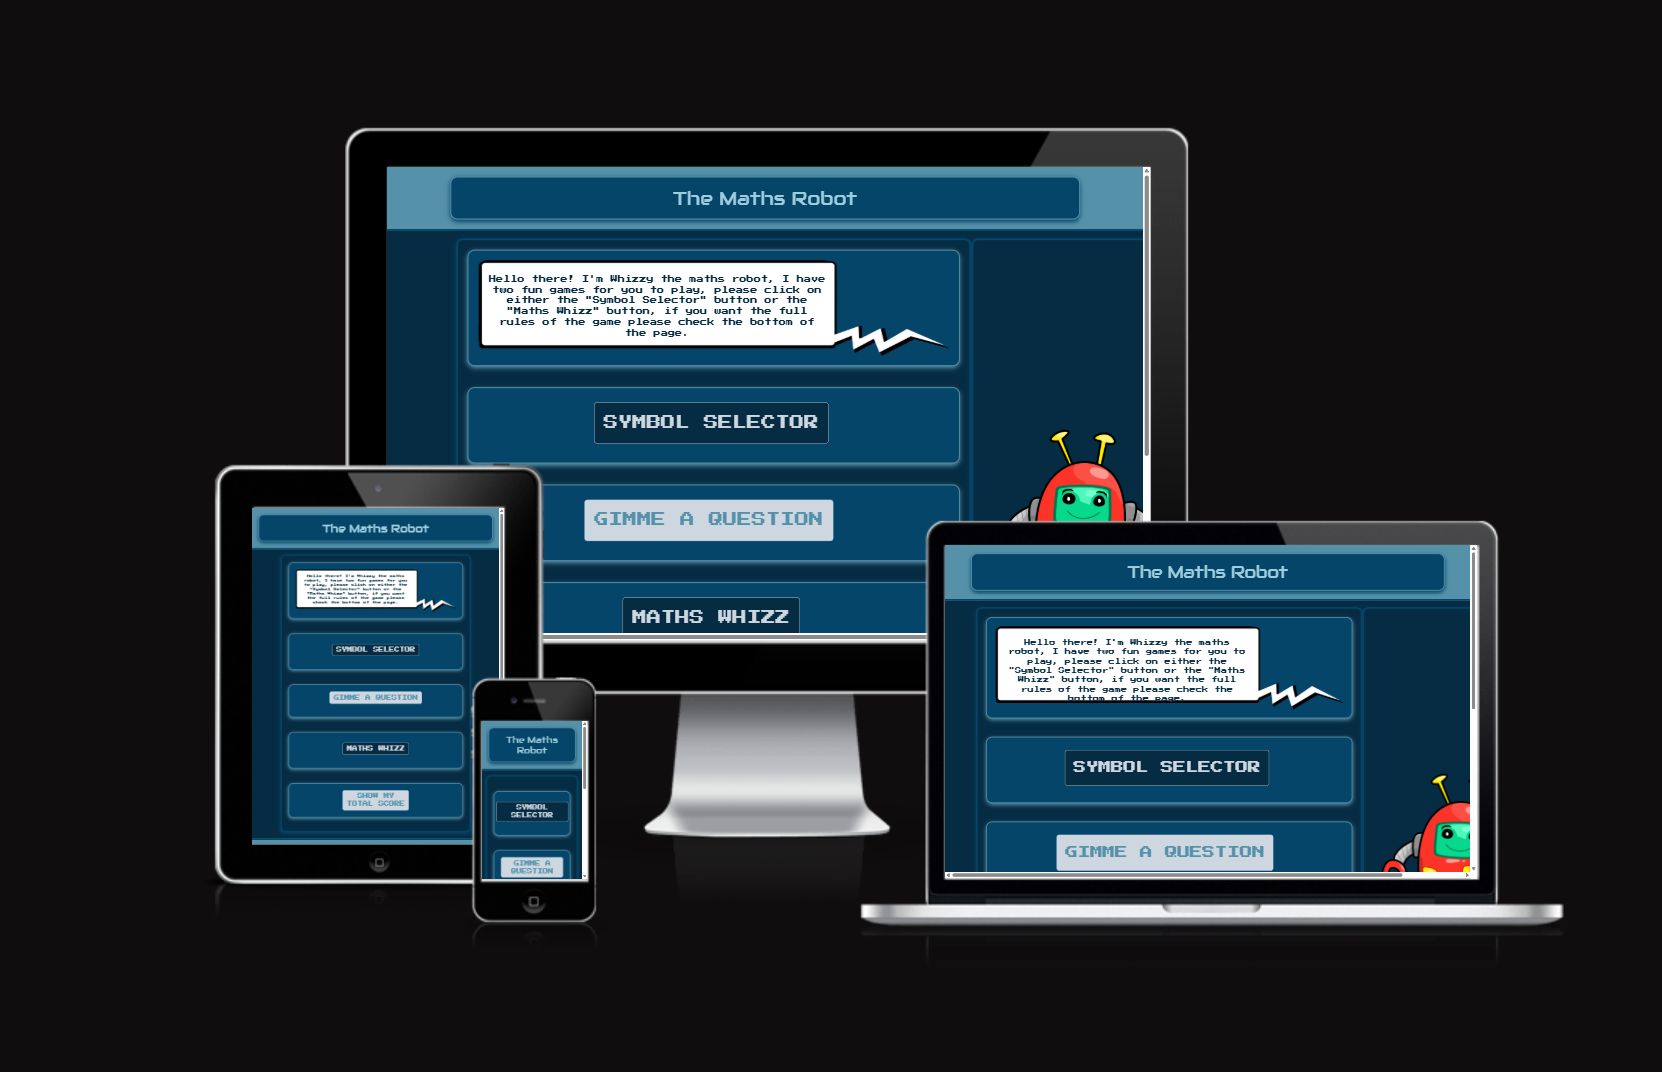 The Maths Robot
Hello there! I'm Whizzy the maths robot, I have
two fun games for you to play, please click on
either the "Symbol Selector" button or the
"Maths Whizz" button, if you want the full
rules of the game please check the bottom of
the page.
SYMBOL SELECTOR
GIMME A QUESTION
MATHS WHIZZ
The Maths Robot
Hello there! I'm Whizzy the maths
robot, I have two fun games for you
to play, please click on either the
"Symbol Selector" button or the
"Maths Whizz" button, if you want
the full rules of the game please
check the bottom of the page.
SYMBOL SELECTOR
GIMME A QUESTION
MATHS WHIZZ
SHOW MY
TOTAL SCORE
The Maths
Robot
SYMBOL
SELECTOR
GIMME A
QUESTION
The Maths Robot
Hello there! I'm Whizzy the maths
robot, I have two fun games for you to
play, please click on either the
"Symbol Selector" button or the "Maths
Whizz" button, if you want the full
rules of the game please check the
bottom of the page.
SYMBOL SELECTOR
GIMME A QUESTION